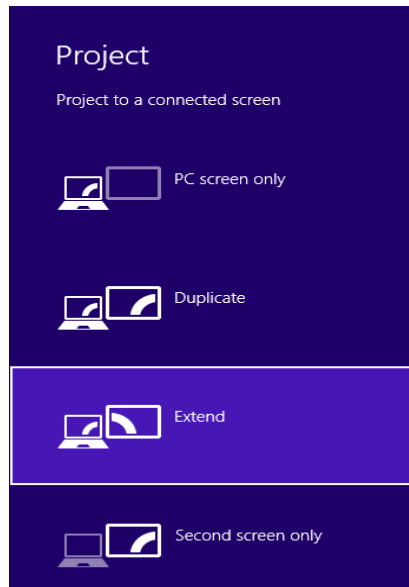 Project
Project to a connected screen
PC screen only
Duplicate
Extend
Second screen only